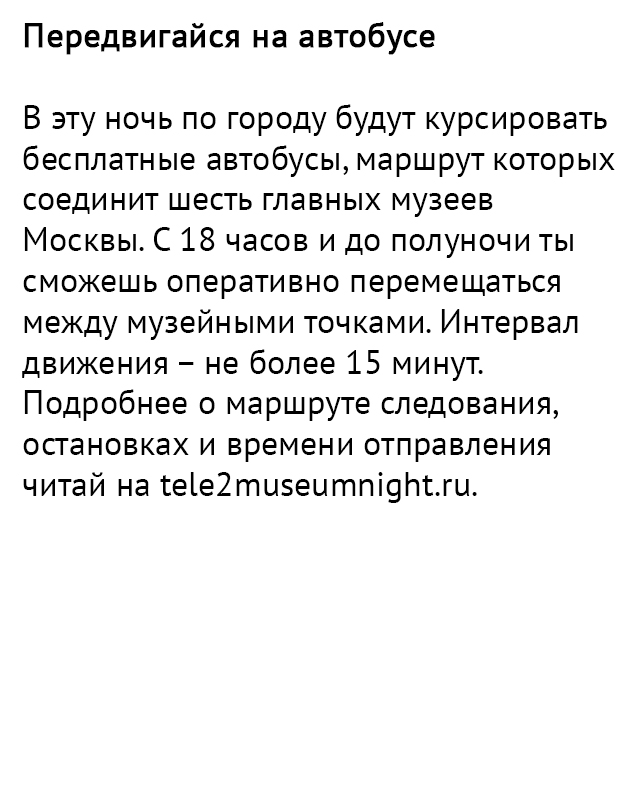 Передвигайся на автобусе
В эту ночь по городу будут курсировать
бесплатные автобусы, маршрут которых
соединит шесть главных музеев
Москвы. С 18 часов и до полуночи ты
сможешь оперативно перемещаться
между музейными точками. Интервал
движения – не более 15 минут.
Подробнее о маршруте следования,
остановках и времени отправления
читай на tele2museumnight.ru.